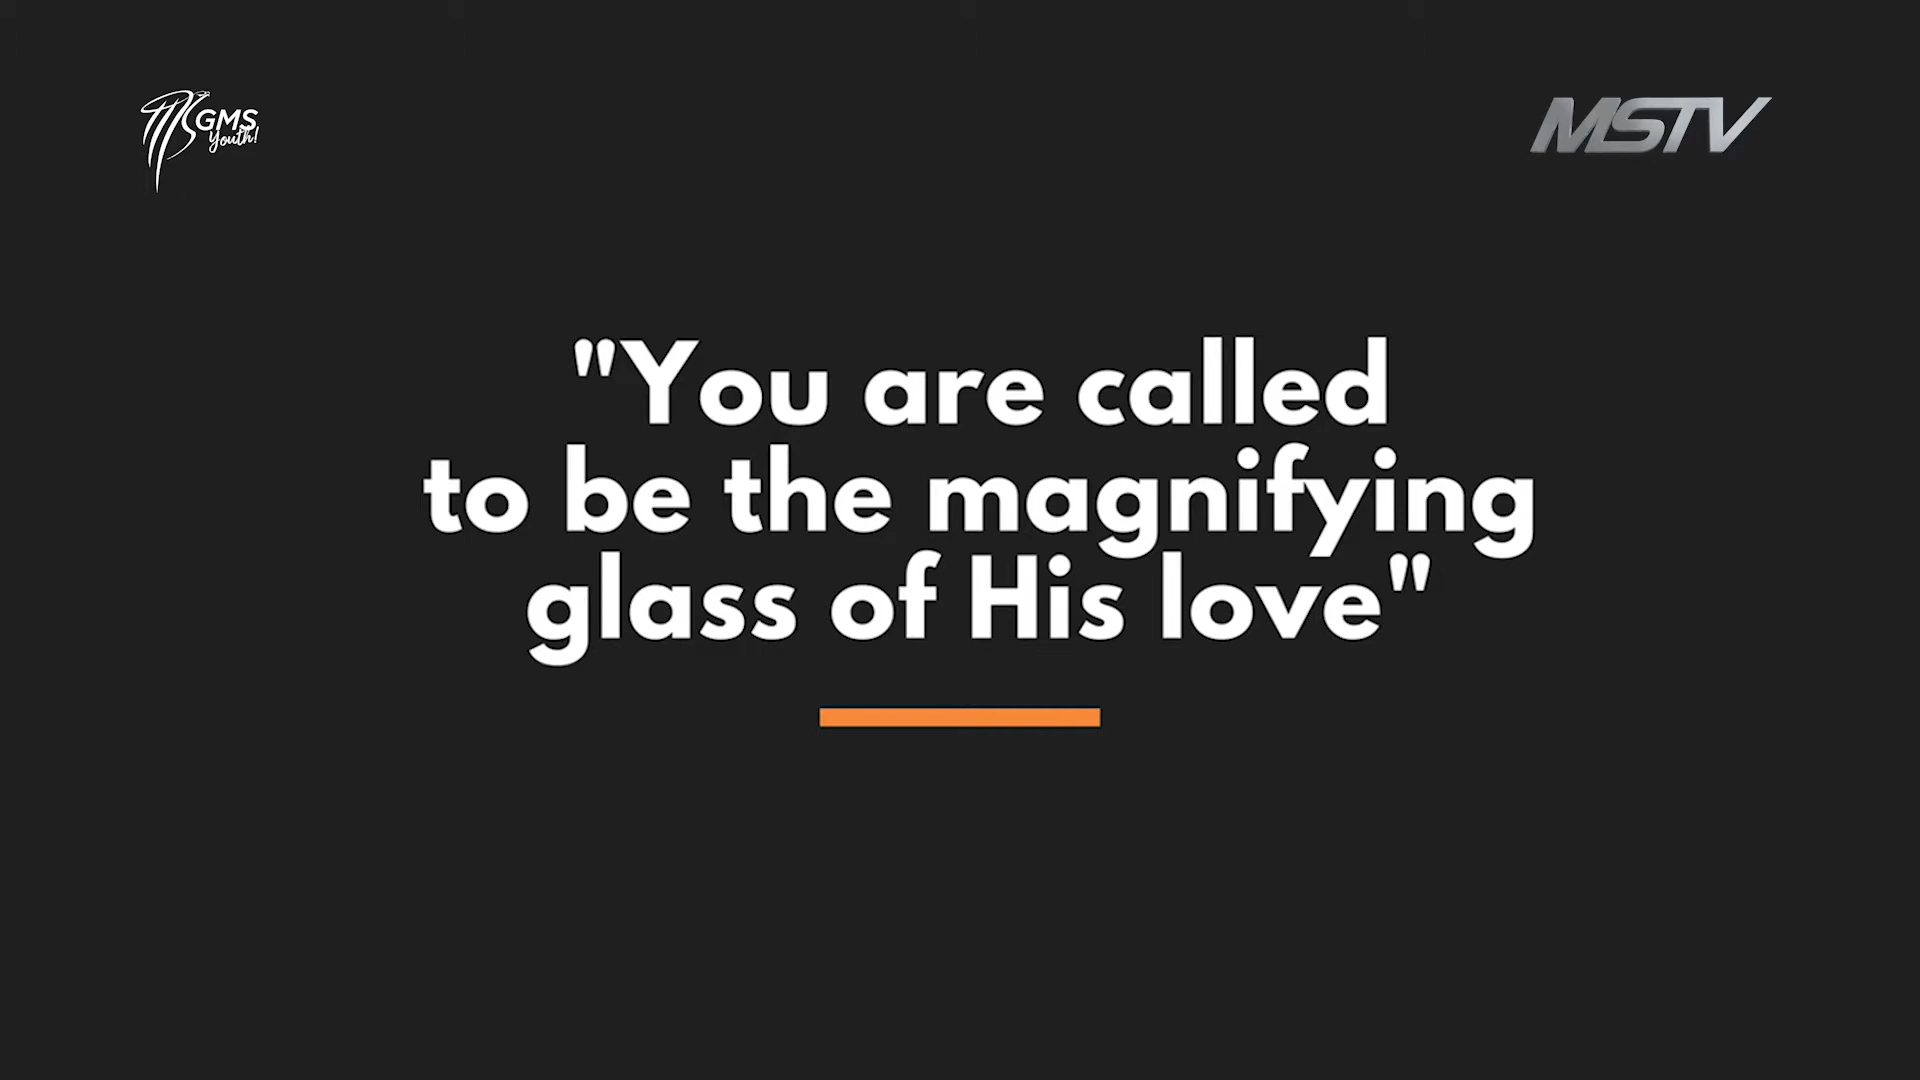 GMS
Youth!
MSTV
"You are called
to be the magnifying
glass of His love"